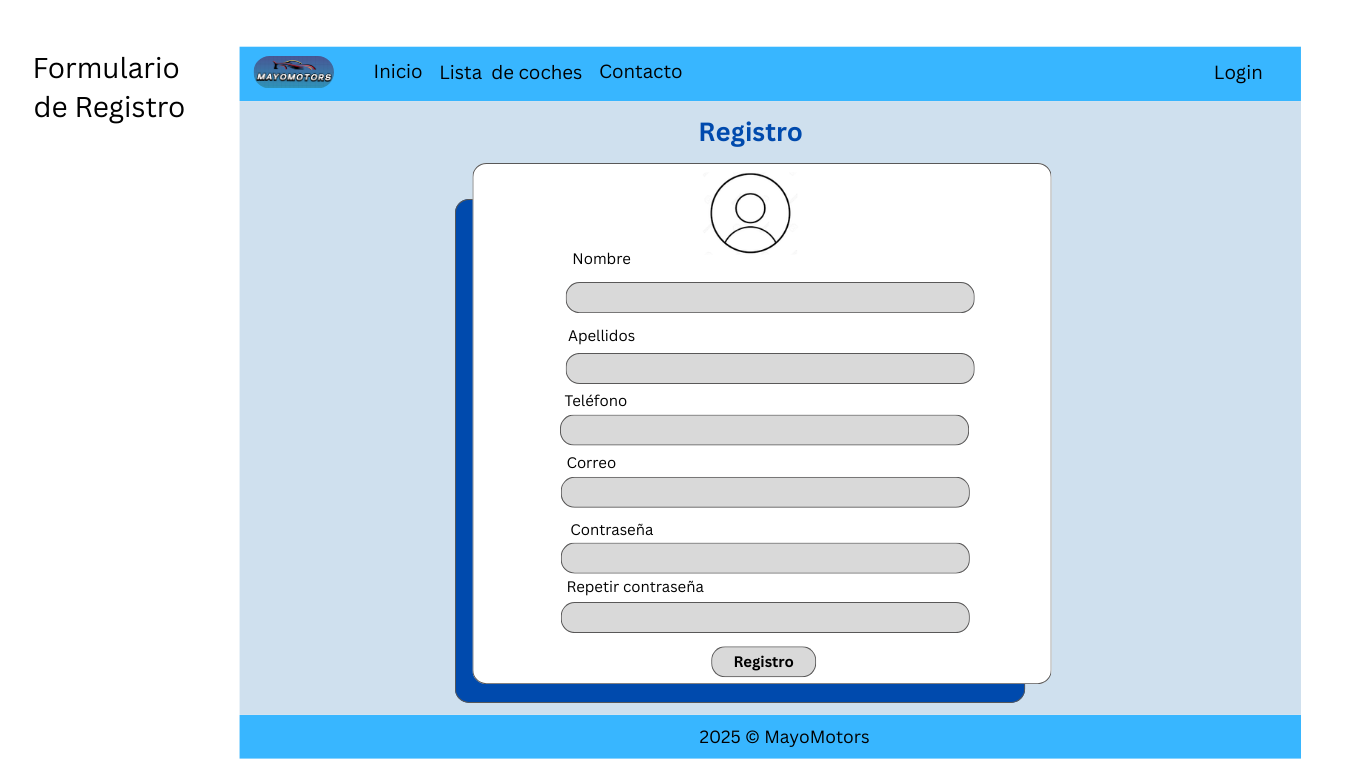 Formulario
de Registro
MAYOMOTORS
Inicio Lista de coches Contacto Login
Registro
Nombre
Apellidos
Teléfono
Correo
Contraseña
Repetir contraseña
Registro
2025 © MayoMotors